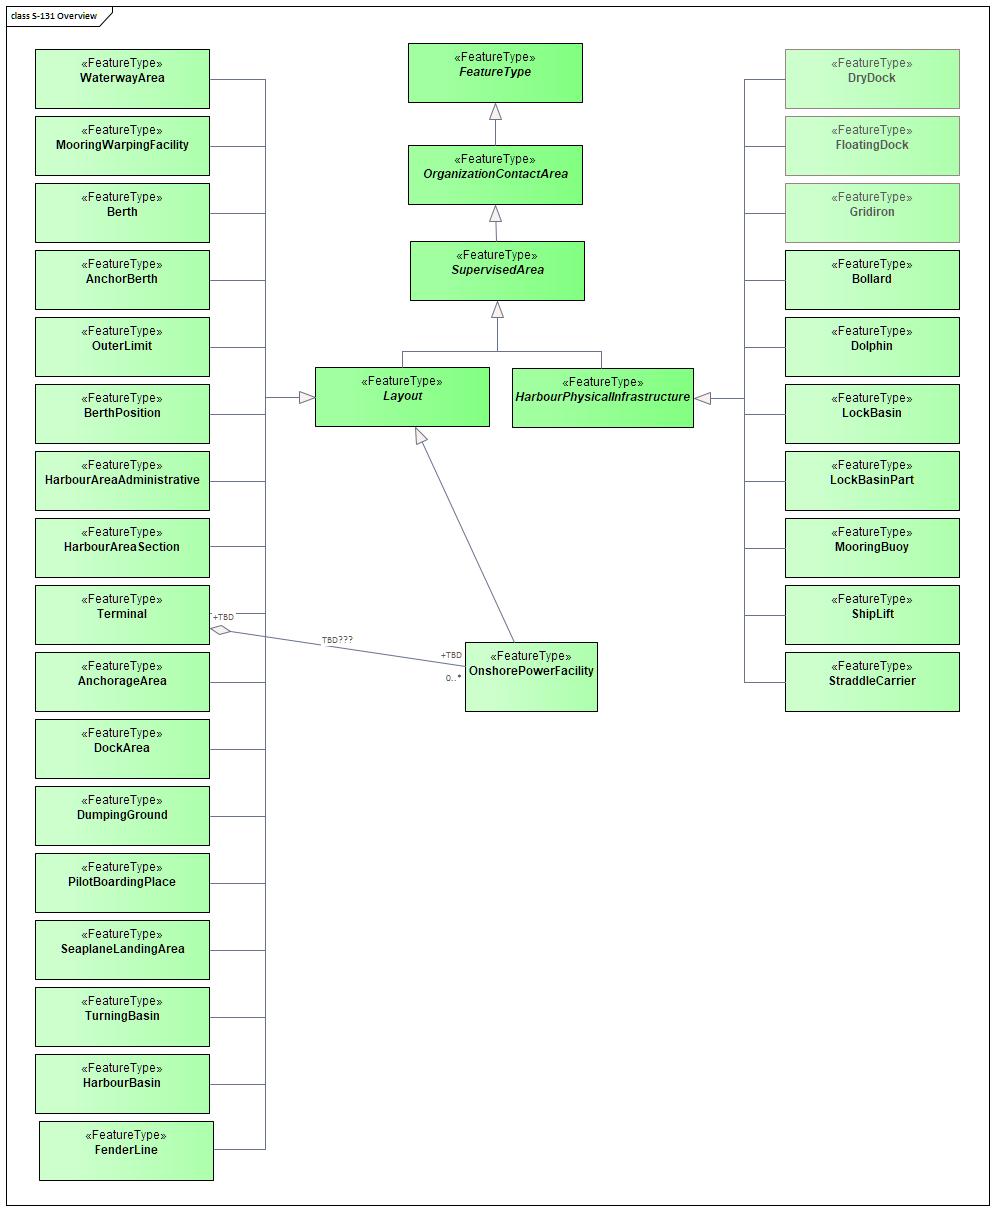 class S-131 Overview
«FeatureType»
WaterwayArea
«FeatureType»
MooringWarpingFacility
«FeatureType»
Berth
«FeatureType»
AnchorBerth
«FeatureType»
OuterLimit
«FeatureType»
BerthPosition
«FeatureType»
HarbourAreaAdministrative
«FeatureType»
HarbourAreaSection
«FeatureType»
Terminal
«FeatureType»
AnchorageArea
«FeatureType»
DockArea
«FeatureType»
DumpingGround
«FeatureType»
PilotBoardingPlace
«FeatureType»
SeaplaneLandingArea
«FeatureType»
TurningBasin
«FeatureType»
HarbourBasin
«FeatureType»
FenderLine
«FeatureType»
FeatureType
«FeatureType»
OrganizationContactArea
«FeatureType»
SupervisedArea
«FeatureType»
Layout
«FeatureType»
HarbourPhysicalInfrastructure
+TBD
TBD???
+TBD
0..*
«FeatureType»
OnshorePowerFacility
«FeatureType»
DryDock
«FeatureType»
FloatingDock
«FeatureType»
Gridiron
«FeatureType»
Bollard
«FeatureType»
Dolphin
«FeatureType»
LockBasin
«FeatureType»
LockBasinPart
«FeatureType»
MooringBuoy
«FeatureType»
ShipLift
«FeatureType»
StraddleCarrier